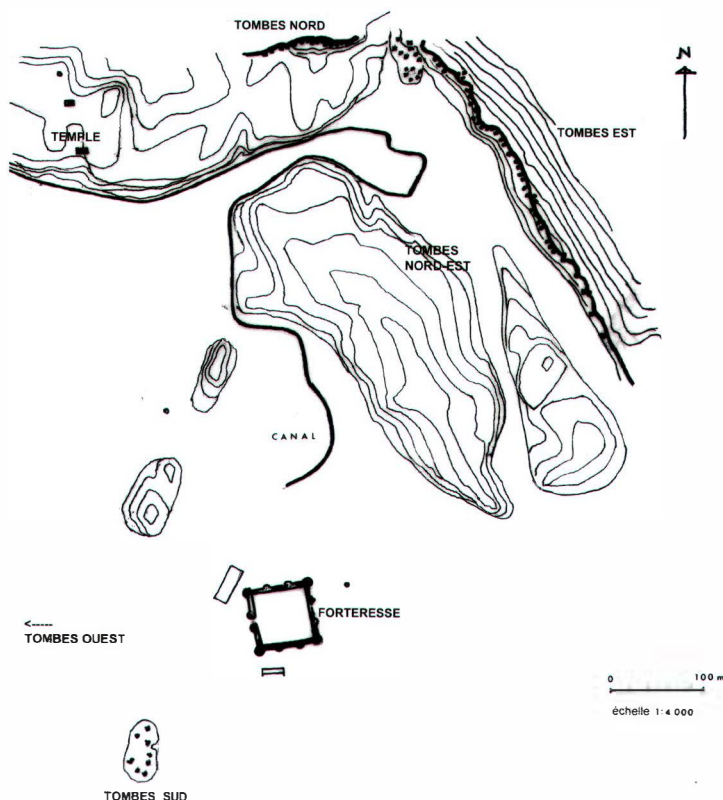 TOMBES NORD
N
TOMBES EST
TEMPLE
TOMBES
NORD-EST
CANAL
FORTERESSE
<-----
TOMBES OUEST
0 100 m
échelle 1:4 000
TOMBES SUD